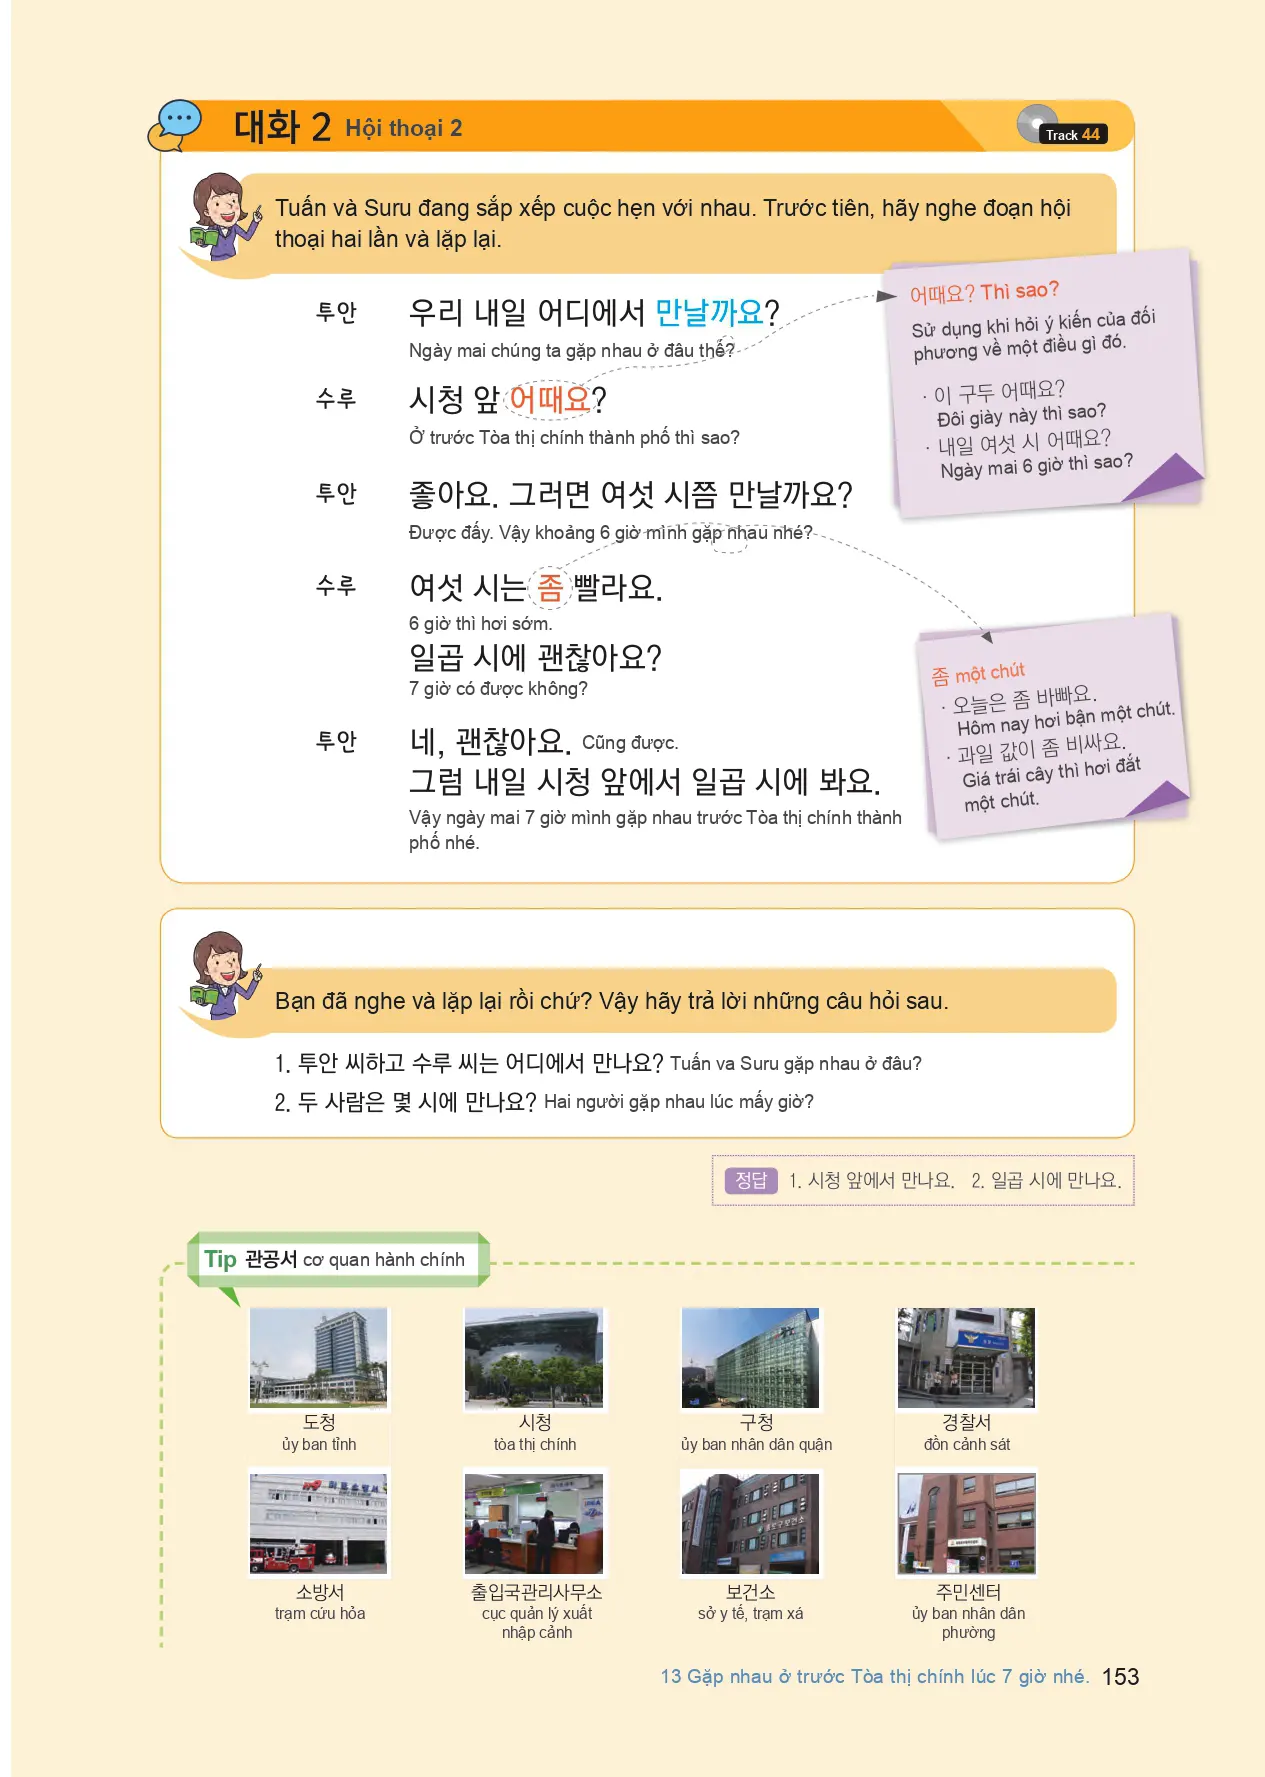 대화 2 Hội thoại 2
Track 44
Tuấn và Suru đang sắp xếp cuộc hẹn với nhau. Trước tiên, hãy nghe đoạn hội
thoại hai lần và lặp lại.
투안 우리 내일 어디에서 만날까요?
Ngày mai chúng ta gặp nhau ở đâu thế?
수루 시청 앞 어때요?
Ở trước Tòa thị chính thành phố thì sao?
투안 좋아요. 그러면 여섯 시쯤 만날까요?
Được đấy. Vậy khoảng 6 giờ mình gặp nhau nhé?
수루 여섯 시는 좀 빨라요.
6 giờ thì hơi sớm.
일곱 시에 괜찮아요?
7 giờ có được không?
투안 네, 괜찮아요. Cũng được.
그럼 내일 시청 앞에서 일곱 시에 봐요.
Vậy ngày mai 7 giờ mình gặp nhau trước Tòa thị chính thành
phố nhé.
어때요? Thì sao?
Sử dụng khi hỏi ý kiến của đối
phương về một điều gì đó.
· 이 구두 어때요?
Đôi giày này thì sao?
· 내일 여섯 시 어때요?
Ngày mai 6 giờ thì sao?
좀 một chút
· 오늘은 좀 바빠요.
Hôm nay hơi bận một chút.
· 과일 값이 좀 비싸요.
Giá trái cây thì hơi đắt
một chút.
Bạn đã nghe và lặp lại rồi chứ? Vậy hãy trả lời những câu hỏi sau.
1. 투안 씨하고 수루 씨는 어디에서 만나요? Tuấn va Suru gặp nhau ở đâu?
2. 두 사람은 몇 시에 만나요? Hai người gặp nhau lúc mấy giờ?
정답 1. 시청 앞에서 만나요. 2. 일곱 시에 만나요.
Tip 관공서 cơ quan hành chính
도청 시청 구청 경찰서
ủy ban tỉnh tòa thị chính ủy ban nhân dân quận đồn cảnh sát
소방서 출입국관리사무소 보건소 주민센터
trạm cứu hỏa cục quản lý xuất sở y tế, trạm xá ủy ban nhân dân
nhập cảnh phường
13 Gặp nhau ở trước Tòa thị chính lúc 7 giờ nhé. 153